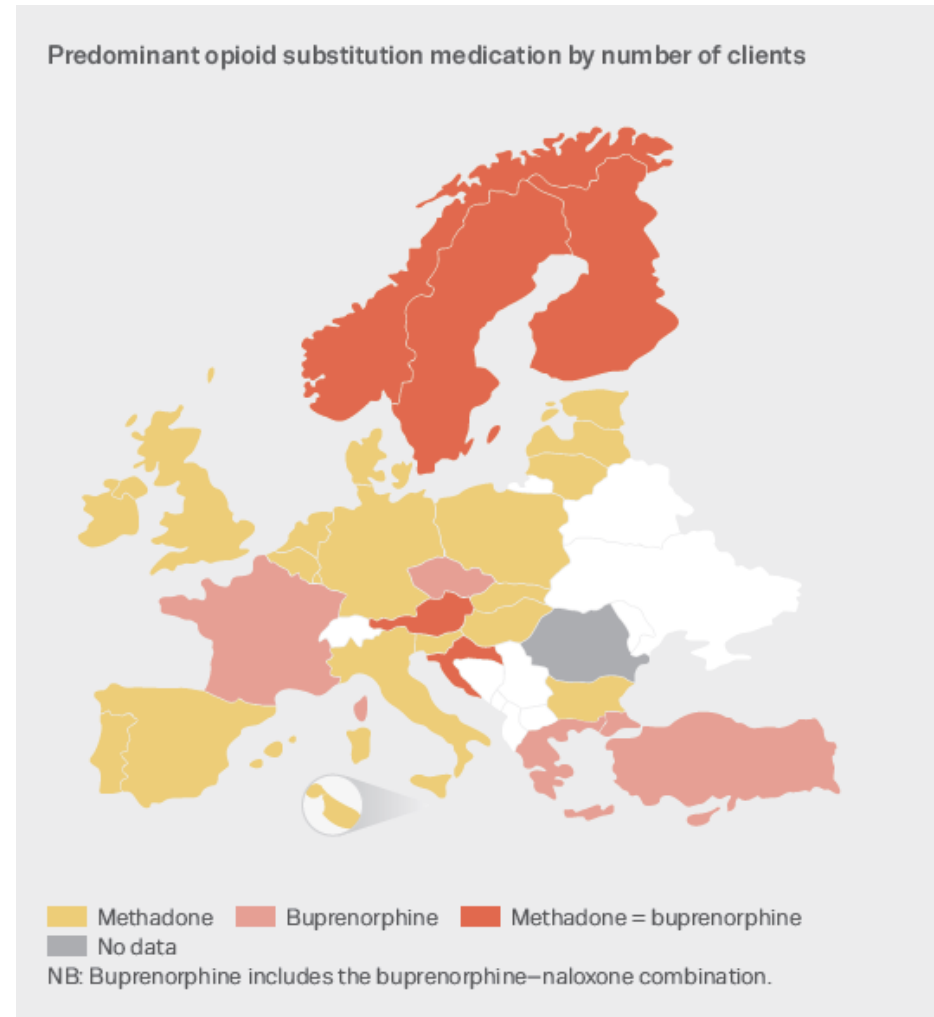 Predominant opioid substitution medication by number of clients
Methadone Buprenorphine Methadone = buprenorphine
No data
NB: Buprenorphine includes the buprenorphine–naloxone combination.